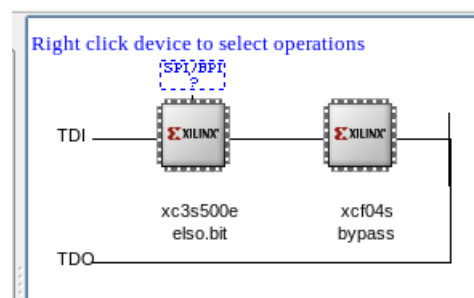 Right click device to select operations
SPI/BPI
?
TDI
XILINX
XILINX
xc3s500e
elso.bit
xcf04s
bypass
TDO